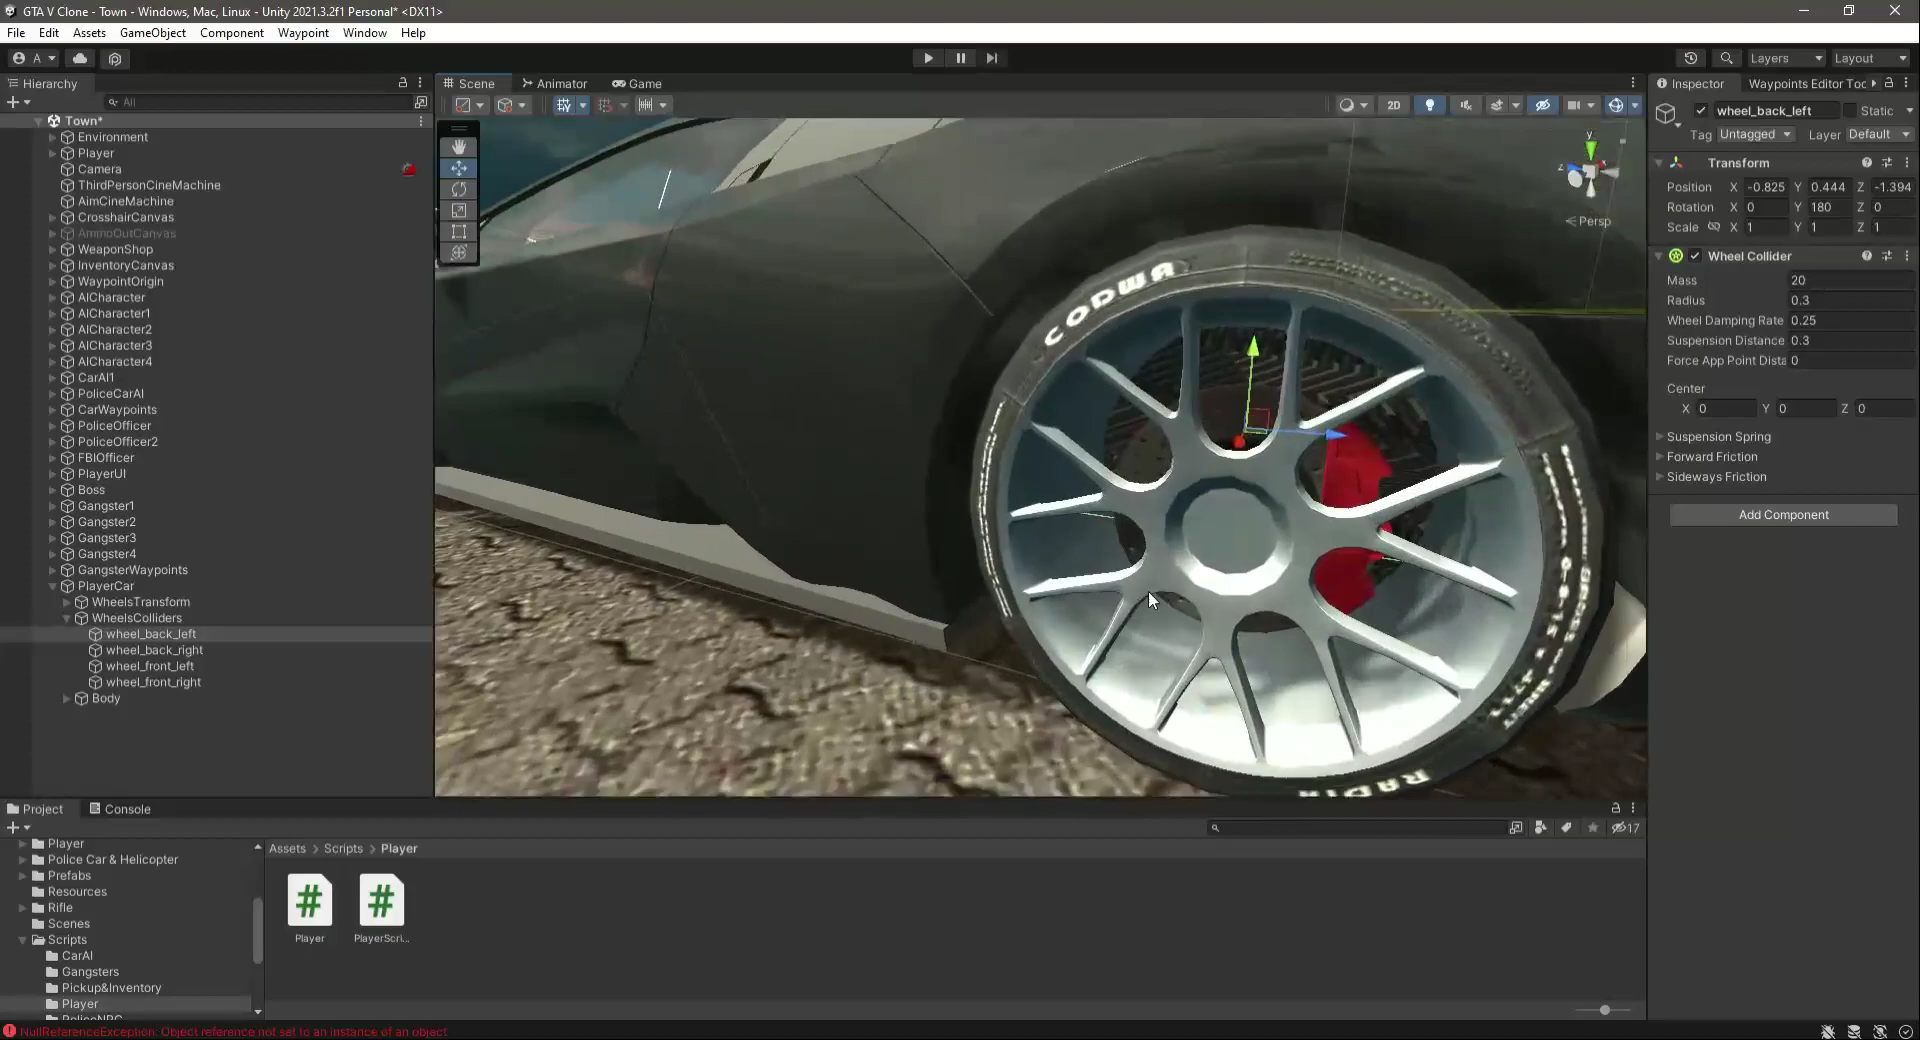 GTA V Clone - Town - Windows, Mac, Linux - Unity 2021.3.2f1 Personal* <DX11>
File Edit Assets GameObject Component Waypoint Window Help
A Layers Layout
Hierarchy
All
Town*
Environment
Player
Camera
ThirdPersonCineMachine
AimCineMachine
CrosshairCanvas
AmmoOutCanvas
WeaponShop
InventoryCanvas
WaypointOrigin
AICharacter
AICharacter1
AICharacter2
AICharacter3
AICharacter4
CarAI1
PoliceCarAI
CarWaypoints
PoliceOfficer
PoliceOfficer2
FBIOfficer
PlayerUI
Boss
Gangster1
Gangster2
Gangster3
Gangster4
GangsterWaypoints
PlayerCar
WheelsTransform
WheelsColliders
wheel_back_left
wheel_back_right
wheel_front_left
wheel_front_right
Body
Scene Animator Game
2D
y
x
z
Persp
CODWA
RADIA
Inspector Waypoints Editor Toc
wheel_back_left Static
Tag Untagged Layer Default
Transform
Position X -0.825 Y 0.444 Z -1.394
Rotation X 0 Y 180 Z 0
Scale X 1 Y 1 Z 1
Wheel Collider
Mass 20
Radius 0.3
Wheel Damping Rate 0.25
Suspension Distance 0.3
Force App Point Dista 0
Center
X 0 Y 0 Z 0
Suspension Spring
Forward Friction
Sideways Friction
Add Component
Project Console
17
Player
Police Car & Helicopter
Prefabs
Resources
Rifle
Scenes
Scripts
CarAI
Gangsters
Pickup&Inventory
Player
PoliceNPC
Assets > Scripts > Player
Player
PlayerScri...
NullReferenceException: Object reference not set to an instance of an object